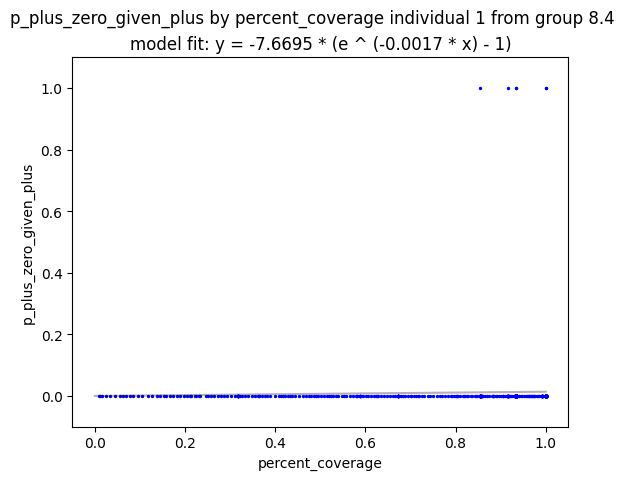 p_plus_zero_given_plus by percent_coverage individual 1 from group 8.4
model fit: y = -7.6695 * (e ^ (-0.0017 * x) - 1)
1.0
0.8
0.6
0.4
0.2
0.0
p_plus_zero_given_plus
0.0 0.2 0.4 0.6 0.8 1.0
percent_coverage